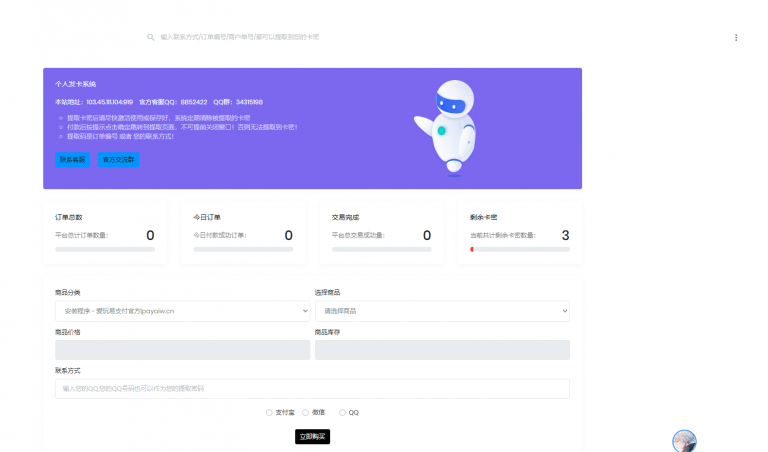 输入联系方式/订单编号/商户单号/都可以提取到您的卡密
个人发卡系统
本站地址：103.45.111.104:919 官方客服QQ：8852422 QQ群：34315198
提取卡密后请尽快激活使用或保存好，系统定期清除被提取的卡密
付款后按提示点击确定跳转到提取页面，不可提前关闭窗口！否则无法提取到卡密！
提取码是订单编号 或者 您的联系方式！
联系客服 官方交流群
订单总数 今日订单 交易完成 剩余卡密
平台总计订单数量： 0 今日付款成功订单： 0 平台总交易成功量： 0 当前共计剩余卡密数量： 3
商品分类 选择商品
安装程序 - 爱玩易支付官方|payaiw.cn 请选择商品
商品价格 商品库存
联系方式
输入您的QQ,您的QQ号码也可以作为您的提取密码
支付宝 微信 QQ
立即购买